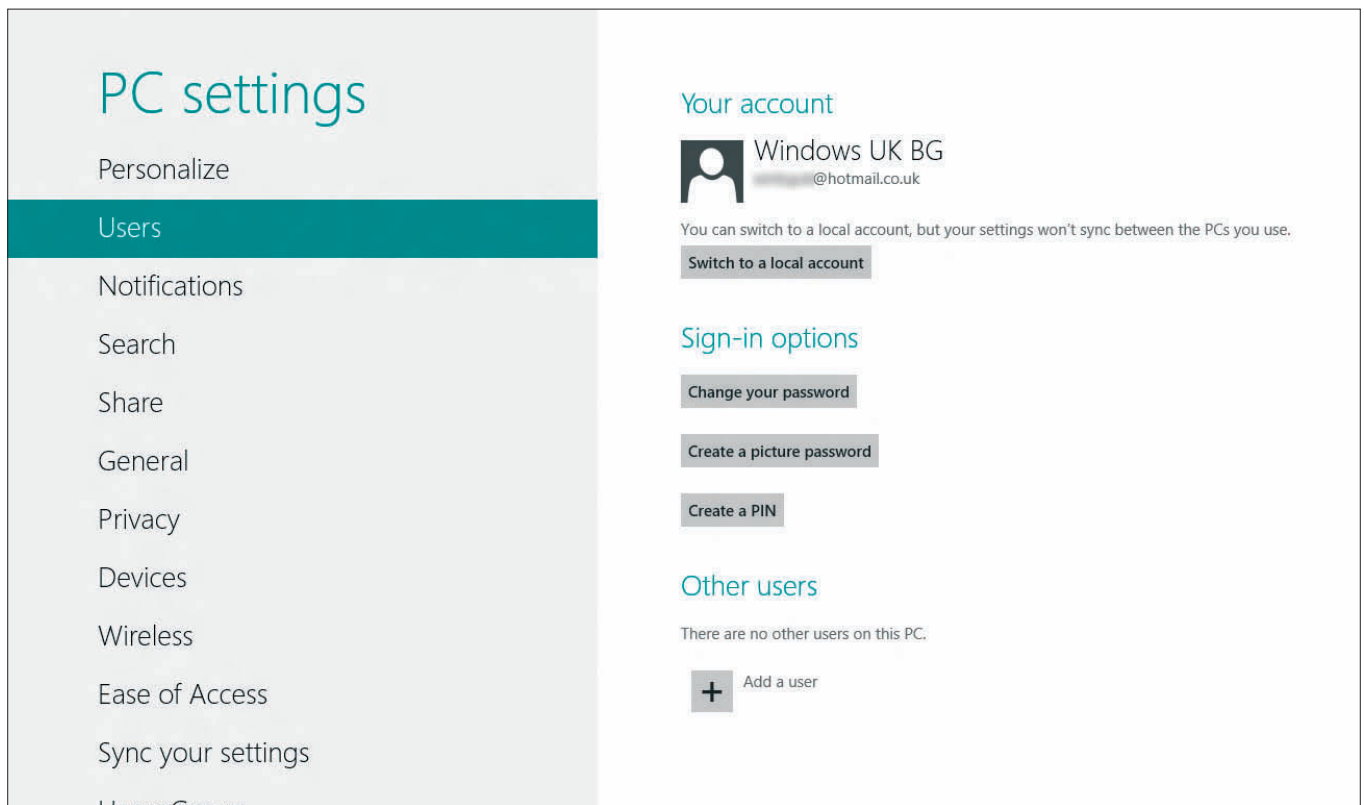 PC settings
Personalize
Users
Notifications
Search
Share
General
Privacy
Devices
Wireless
Ease of Access
Sync your settings
Your account
Windows UK BG
@hotmail.co.uk
You can switch to a local account, but your settings won't sync between the PCs you use.
Switch to a local account
Sign-in options
Change your password
Create a picture password
Create a PIN
Other users
There are no other users on this PC.
+ Add a user